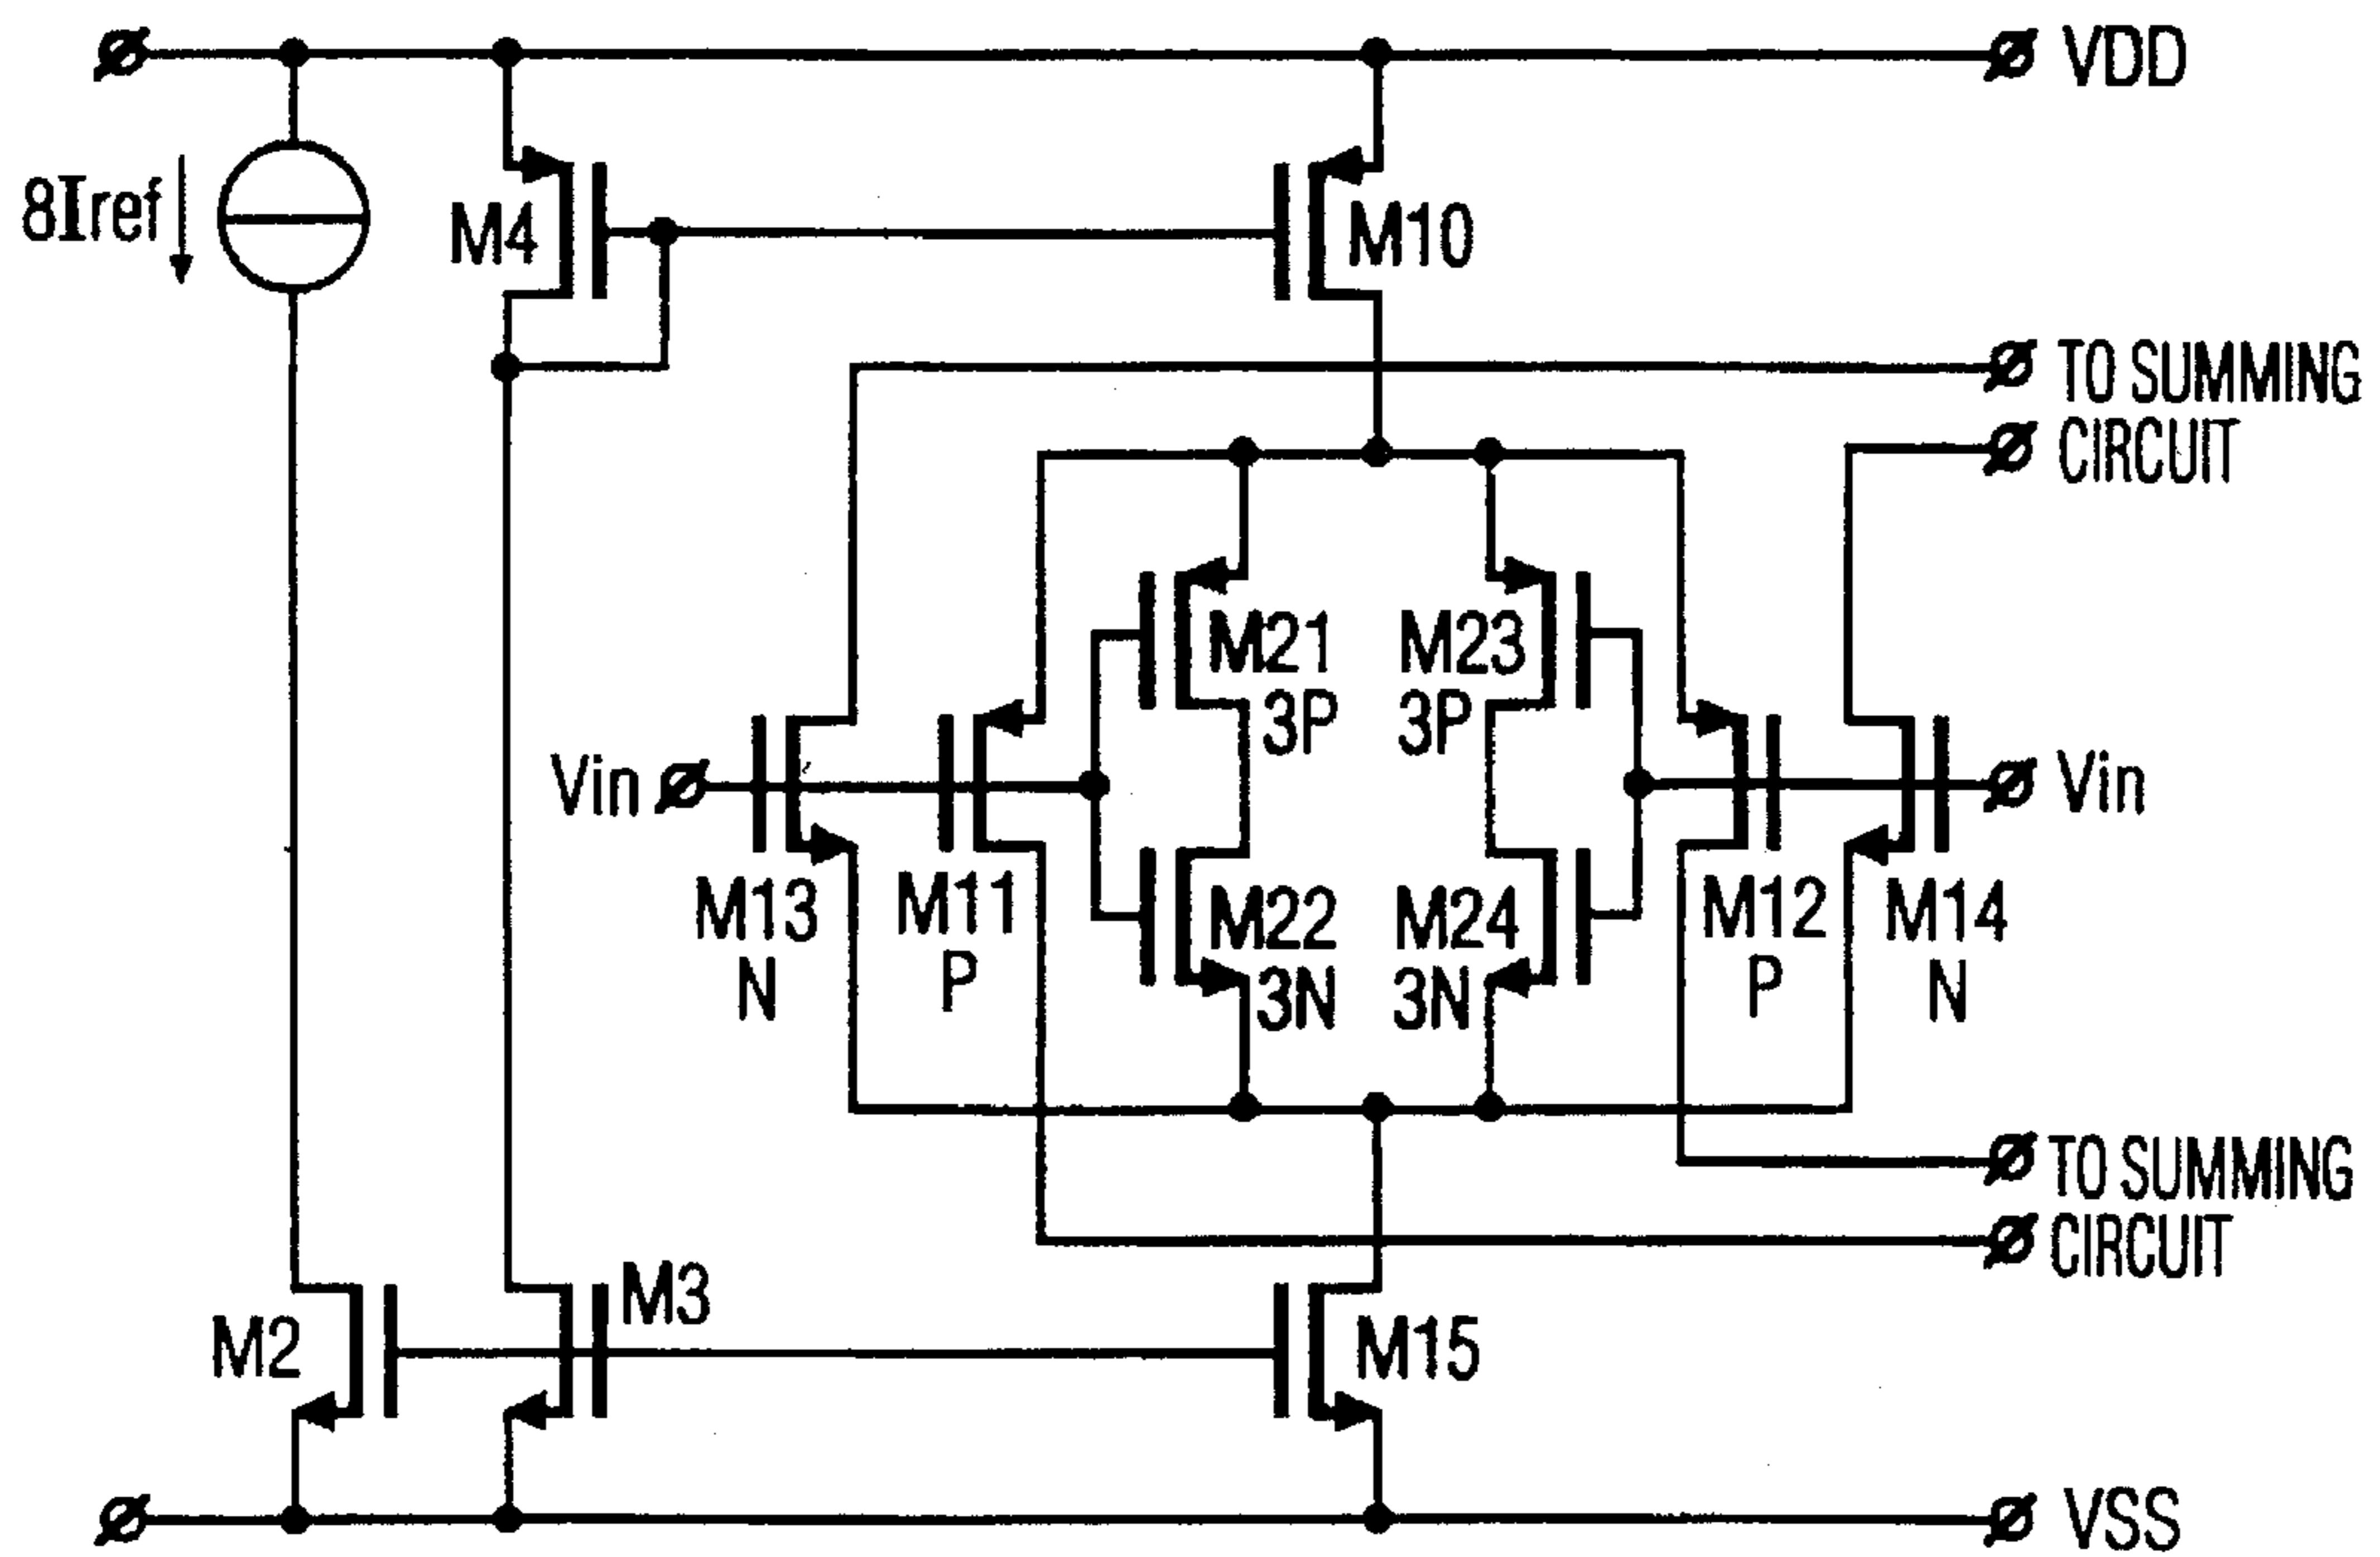 VDD
8Iref
M4
M10
TO SUMMING
CIRCUIT
M21
3P
M23
3P
Vin
Vin
M13
N
M11
P
M22
3N
M24
3N
M12
P
M14
N
TO SUMMING
CIRCUIT
M2
M3
M15
VSS